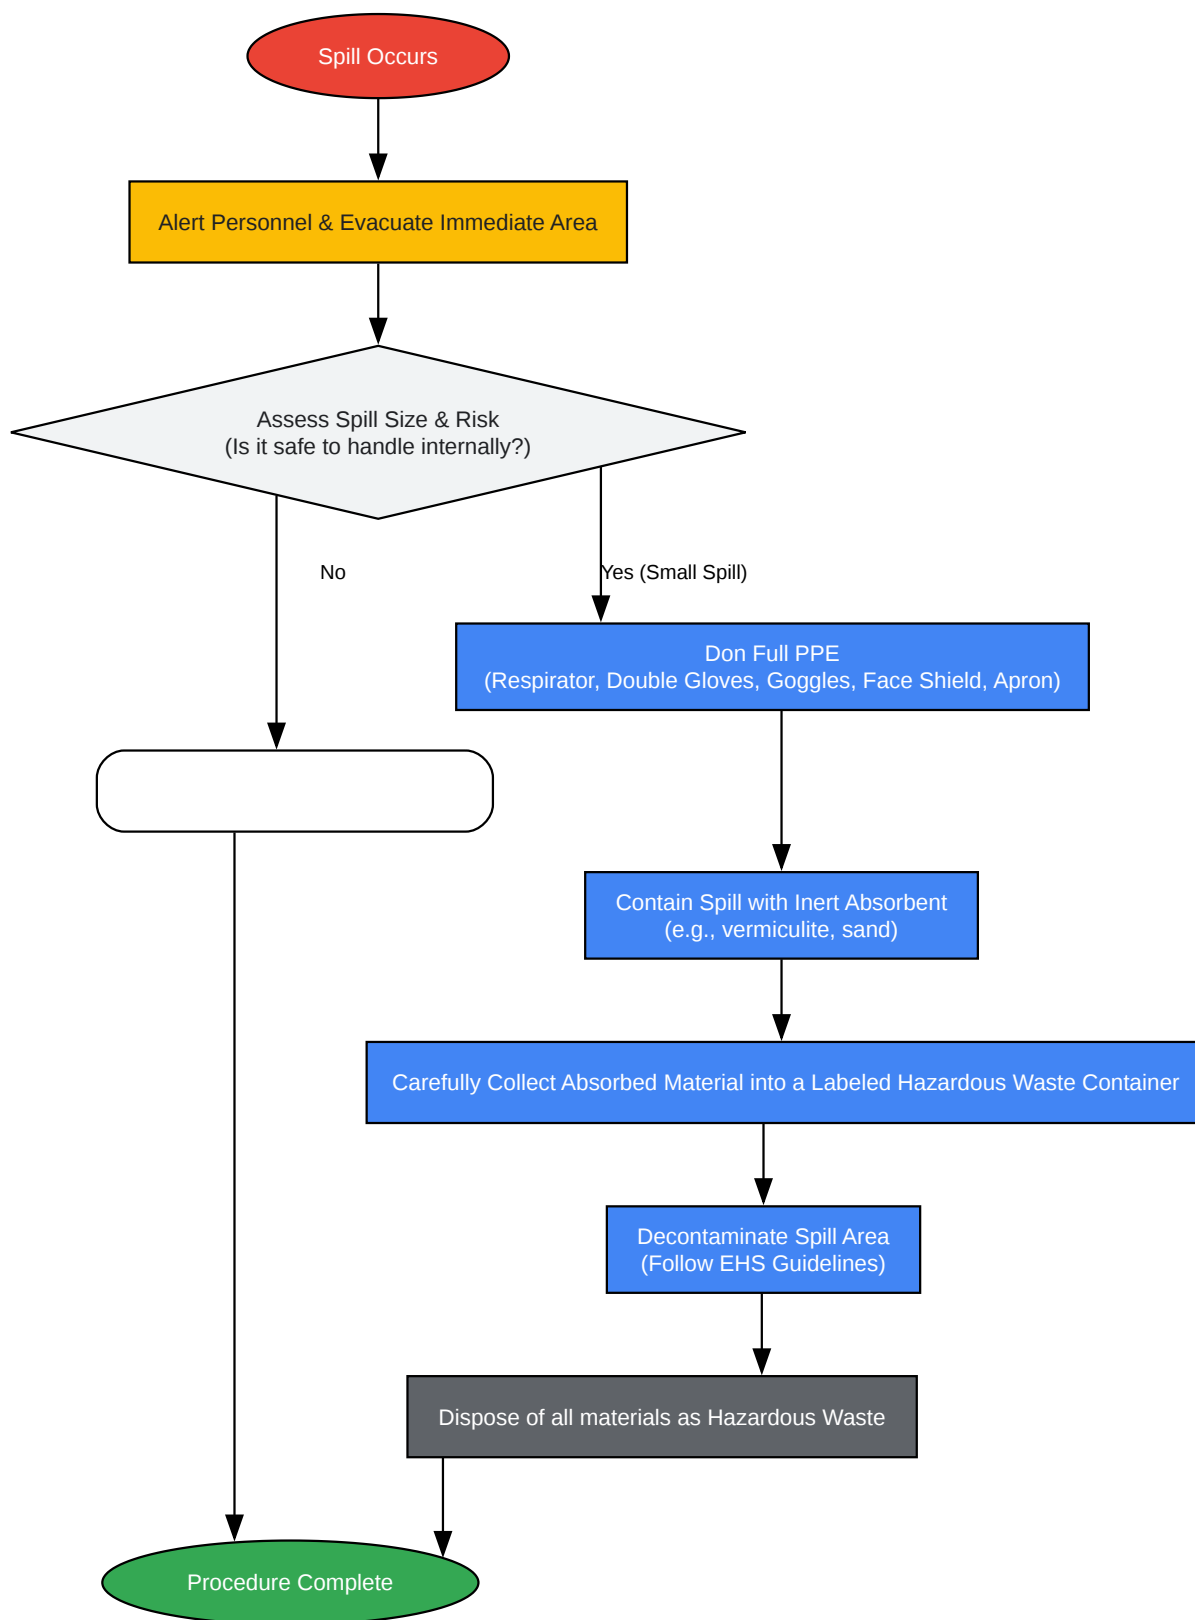 Spill Occurs
Alert Personnel & Evacuate Immediate Area
Assess Spill Size & Risk
(Is it safe to handle internally?)
No
Yes (Small Spill)
Don Full PPE
(Respirator, Double Gloves, Goggles, Face Shield, Apron)
Contain Spill with Inert Absorbent
(e.g., vermiculite, sand)
Carefully Collect Absorbed Material into a Labeled Hazardous Waste Container
Decontaminate Spill Area
(Follow EHS Guidelines)
Dispose of all materials as Hazardous Waste
Procedure Complete